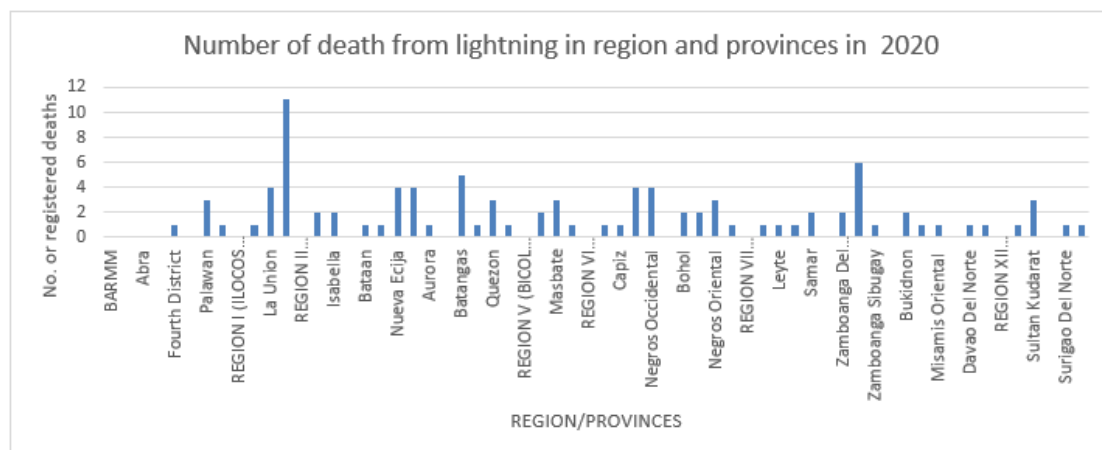 Number of death from lightning in region and provinces in 2020
No. or registered deaths
12
10
8
6
4
2
0
BARMM
Abra
Fourth District
Palawan
REGION I (ILOCOS…
La Union
REGION II…
Isabella
Bataan
Nueva Ecija
Aurora
Batangas
Quezon
REGION V (BICOL…
Masbate
REGION VI…
Capiz
Negros Occidental
Bohol
Negros Oriental
REGION VII…
Leyte
Samar
Zamboanga Del…
Zamboanga Sibugay
Bukidnon
Misamis Oriental
Davao Del Norte
REGION XII…
Sultan Kudarat
Surigao Del Norte
REGION/PROVINCES